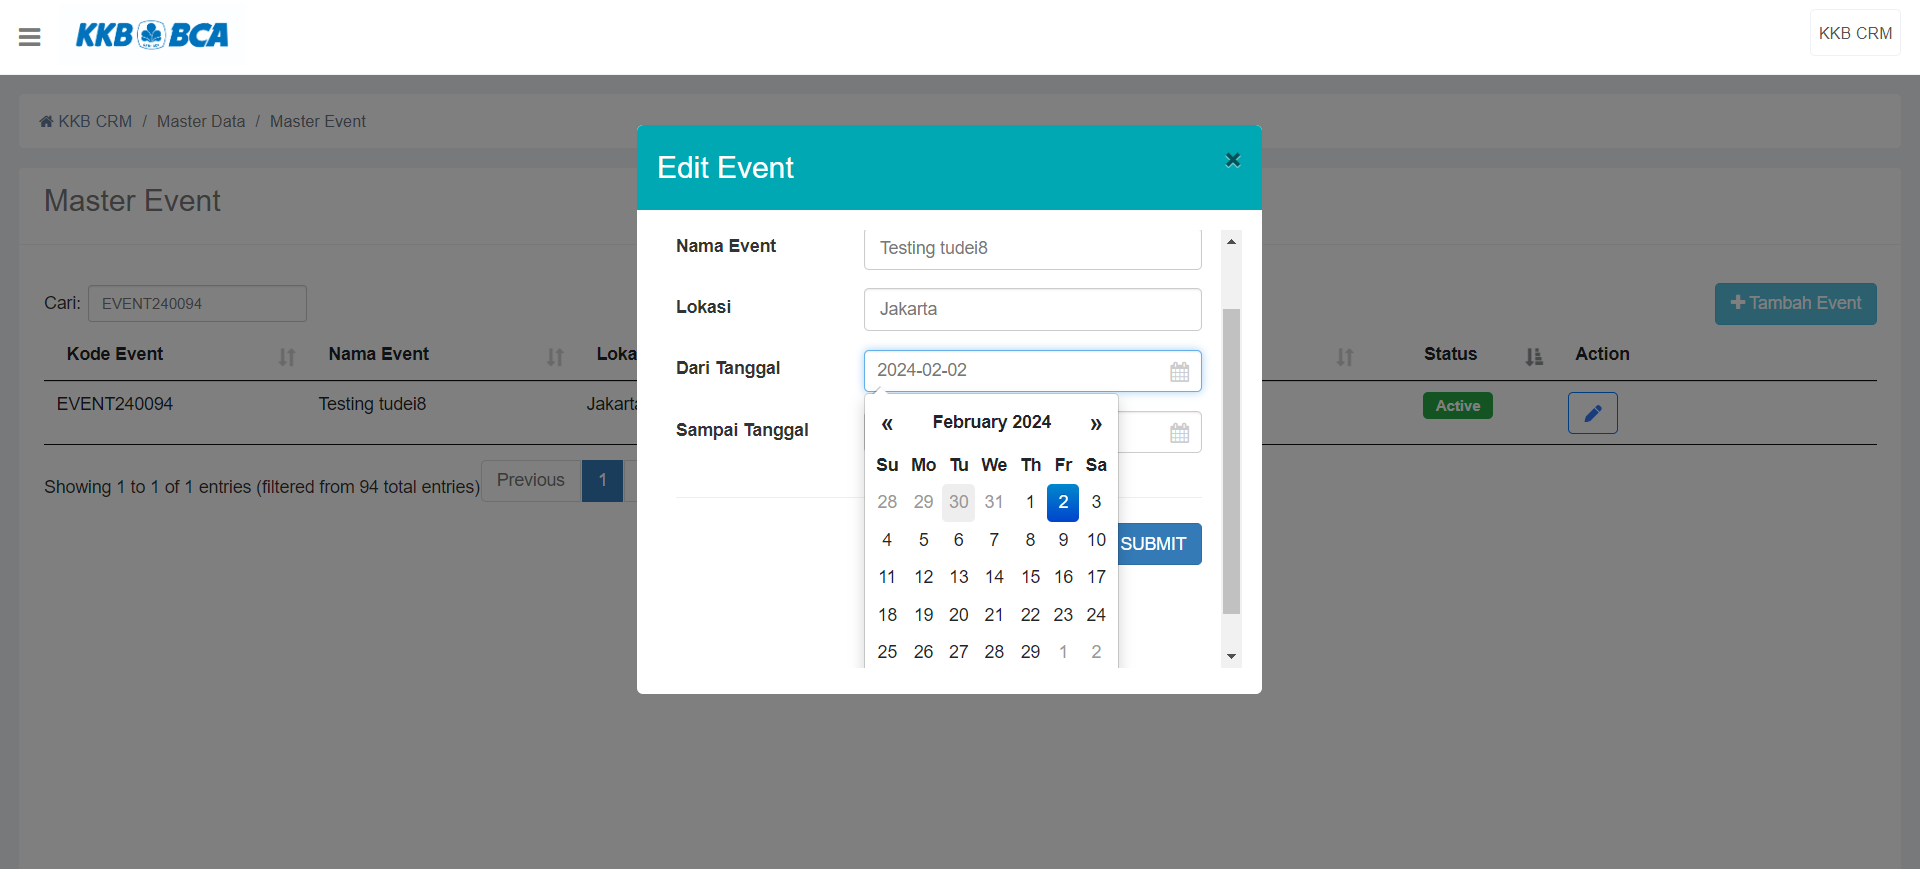 KKB BCA
KKB CRM
KKB CRM / Master Data / Master Event
Edit Event
Master Event
Nama Event
Testing tudei8
Cari:
EVENT240094
Lokasi
Jakarta
Tambah Event
Kode Event
Nama Event
Loka
Status
Action
Dari Tanggal
2024-02-02
EVENT240094
Testing tudei8
Jakarta
Active
Sampai Tanggal
« February 2024 »
Su Mo Tu We Th Fr Sa
28 29 30 31 1 2 3
4 5 6 7 8 9 10
11 12 13 14 15 16 17
18 19 20 21 22 23 24
25 26 27 28 29 1 2
Showing 1 to 1 of 1 entries (filtered from 94 total entries)
Previous
1
SUBMIT